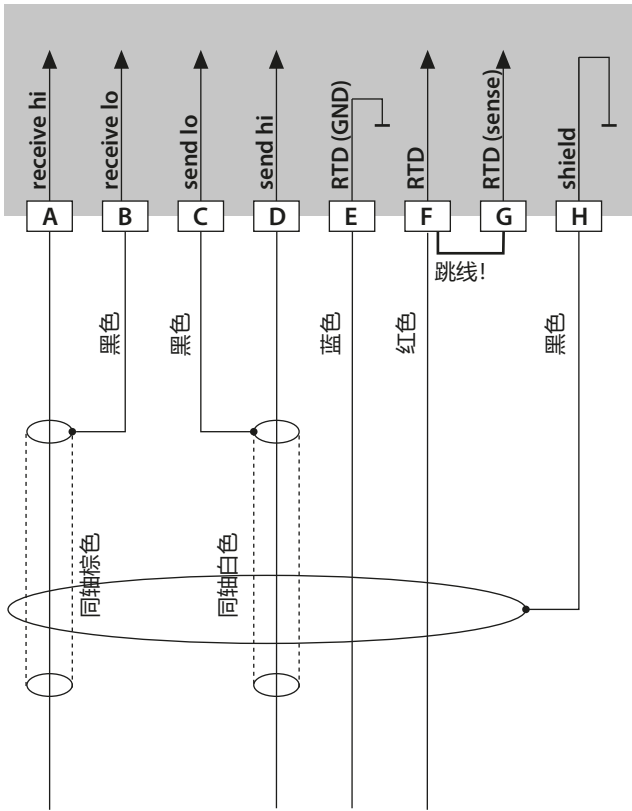 receive hi
receive lo
send lo
send hi
RTD (GND)
RTD
RTD (sense)
shield
A
B
C
D
E
F
G
H
跳线!
黑色
黑色
蓝色
红色
黑色
同轴棕色
同轴白色